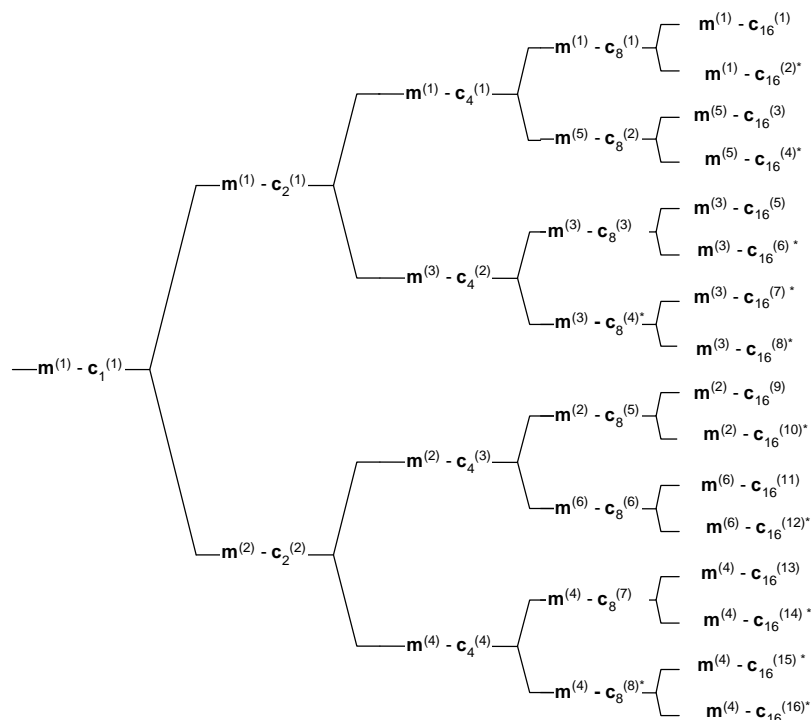 m⁽¹⁾ - c₁₆⁽¹⁾
m⁽¹⁾ - c₈⁽¹⁾
m⁽¹⁾ - c₁₆⁽²⁾*
m⁽¹⁾ - c₄⁽¹⁾
m⁽⁵⁾ - c₁₆⁽³⁾
m⁽⁵⁾ - c₈⁽²⁾
m⁽⁵⁾ - c₁₆⁽⁴⁾*
m⁽¹⁾ - c₂⁽¹⁾
m⁽³⁾ - c₁₆⁽⁵⁾
m⁽³⁾ - c₈⁽³⁾
m⁽³⁾ - c₁₆⁽⁶⁾ *
m⁽³⁾ - c₄⁽²⁾
m⁽³⁾ - c₁₆⁽⁷⁾ *
m⁽³⁾ - c₈⁽⁴⁾*
m⁽³⁾ - c₁₆⁽⁸⁾*
m⁽¹⁾ - c₁⁽¹⁾
m⁽²⁾ - c₁₆⁽⁹⁾
m⁽²⁾ - c₈⁽⁵⁾
m⁽²⁾ - c₁₆⁽¹⁰⁾*
m⁽²⁾ - c₄⁽³⁾
m⁽⁶⁾ - c₁₆⁽¹¹⁾
m⁽⁶⁾ - c₈⁽⁶⁾
m⁽⁶⁾ - c₁₆⁽¹²⁾*
m⁽²⁾ - c₂⁽²⁾
m⁽⁴⁾ - c₁₆⁽¹³⁾
m⁽⁴⁾ - c₈⁽⁷⁾
m⁽⁴⁾ - c₁₆⁽¹⁴⁾ *
m⁽⁴⁾ - c₄⁽⁴⁾
m⁽⁴⁾ - c₁₆⁽¹⁵⁾ *
m⁽⁴⁾ - c₈⁽⁸⁾*
m⁽⁴⁾ - c₁₆⁽¹⁶⁾*